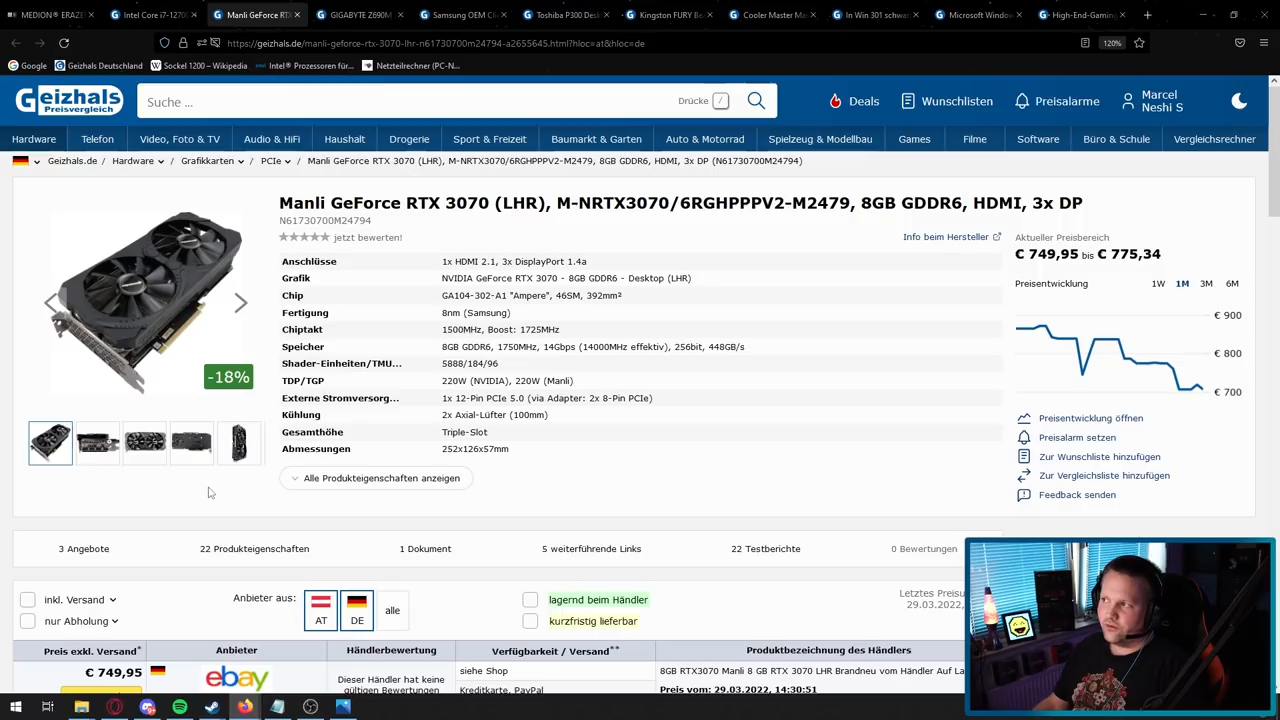 MEDION® ERAZE
Intel Core i7-1270
Manli GeForce RTX
GIGABYTE Z690M
Samsung OEM Cli
Toshiba P300 Desk
Kingston FURY Be
Cooler Master Ma
In Win 301 schwa
Microsoft Window
High-End-Gaming
https://geizhals.de/manli-geforce-rtx-3070-lhr-n61730700m24794-a2655645.html?hloc=at&hloc=de
120%
Google
Geizhals Deutschland
Sockel 1200 – Wikipedia
Intel® Prozessoren für...
Netzteilrechner (PC-N...
Geizhals
Preisvergleich
Suche ...
Drücke /
Deals
Wunschlisten
Preisalarme
Marcel
Neshi S
Hardware
Telefon
Video, Foto & TV
Audio & HiFi
Haushalt
Drogerie
Sport & Freizeit
Baumarkt & Garten
Auto & Motorrad
Spielzeug & Modellbau
Games
Filme
Software
Büro & Schule
Vergleichsrechner
Geizhals.de / Hardware / Grafikkarten / PCIe / Manli GeForce RTX 3070 (LHR), M-NRTX3070/6RGHPPPV2-M2479, 8GB GDDR6, HDMI, 3x DP (N61730700M24794)
Manli GeForce RTX 3070 (LHR), M-NRTX3070/6RGHPPPV2-M2479, 8GB GDDR6, HDMI, 3x DP
N61730700M24794
jetzt bewerten!
Info beim Hersteller
Anschlüsse 1x HDMI 2.1, 3x DisplayPort 1.4a
Grafik NVIDIA GeForce RTX 3070 - 8GB GDDR6 - Desktop (LHR)
Chip GA104-302-A1 "Ampere", 46SM, 392mm²
Fertigung 8nm (Samsung)
Chiptakt 1500MHz, Boost: 1725MHz
Speicher 8GB GDDR6, 1750MHz, 14Gbps (14000MHz effektiv), 256bit, 448GB/s
Shader-Einheiten/TMU... 5888/184/96
TDP/TGP 220W (NVIDIA), 220W (Manli)
Externe Stromversorg... 1x 12-Pin PCIe 5.0 (via Adapter: 2x 8-Pin PCIe)
Kühlung 2x Axial-Lüfter (100mm)
Gesamthöhe Triple-Slot
Abmessungen 252x126x57mm
Alle Produkteigenschaften anzeigen
-18%
Aktueller Preisbereich
€ 749,95 bis € 775,34
Preisentwicklung 1W 1M 3M 6M
€ 900
€ 800
€ 700
Preisentwicklung öffnen
Preisalarm setzen
Zur Wunschliste hinzufügen
Zur Vergleichsliste hinzufügen
Feedback senden
3 Angebote
22 Produkteigenschaften
1 Dokument
5 weiterführende Links
22 Testberichte
0 Bewertungen
inkl. Versand
nur Abholung
Anbieter aus:
AT
DE
alle
lagernd beim Händler
kurzfristig lieferbar
Letztes Preisu
29.03.2022,
Preis exkl. Versand*
Anbieter
Händlerbewertung
Verfügbarkeit / Versand**
Produktbezeichnung des Händlers
€ 749,95
ebay
Dieser Händler hat keine
gültigen Bewertungen
siehe Shop
Kreditkarte, PayPal
8GB RTX3070 Manli 8 GB RTX 3070 LHR Brandneu vom Händler Auf La
Preis vom: 29.03.2022, 14:30:51